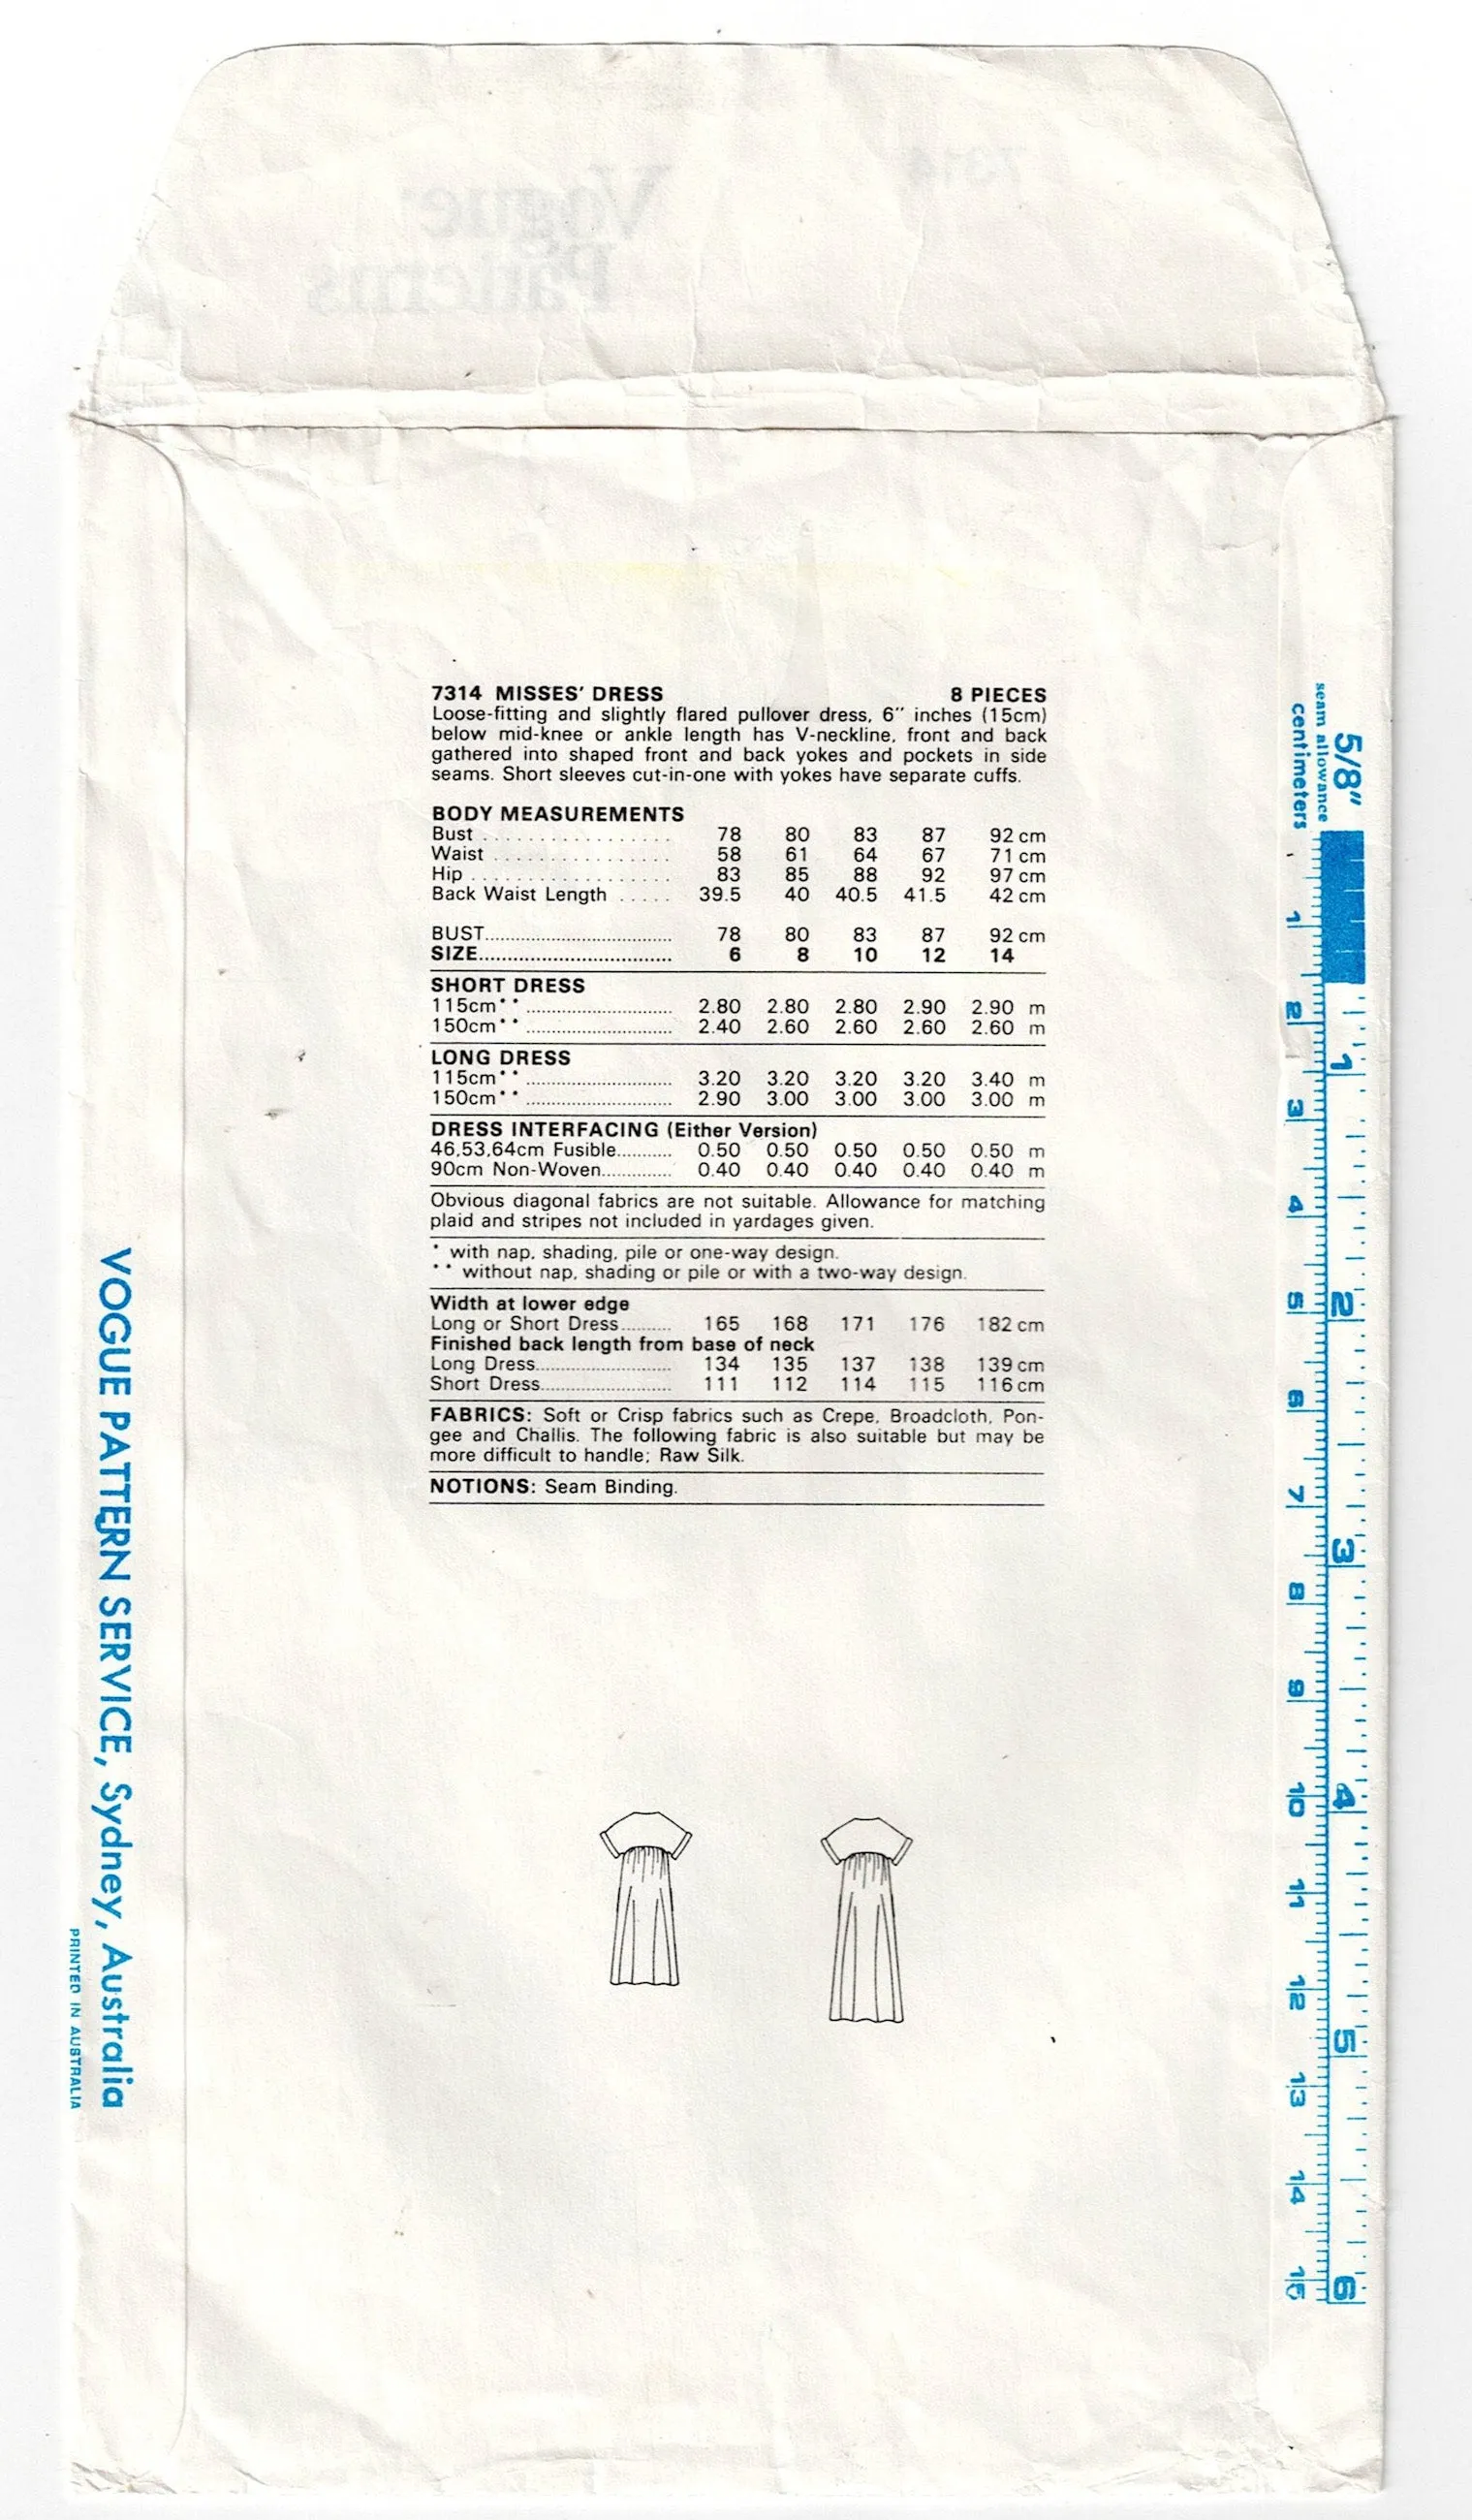 Vogue
Patterns
7314 MISSES' DRESS 8 PIECES
Loose-fitting and slightly flared pullover dress, 6″ inches (15cm)
below mid-knee or ankle length has V-neckline, front and back
gathered into shaped front and back yokes and pockets in side
seams. Short sleeves cut-in-one with yokes have separate cuffs.
BODY MEASUREMENTS
Bust ................. 78 80 83 87 92 cm
Waist ................ 58 61 64 67 71 cm
Hip .................. 83 85 88 92 97 cm
Back Waist Length ..... 39.5 40 40.5 41.5 42 cm
BUST.................................... 78 80 83 87 92 cm
SIZE.................................... 6 8 10 12 14
SHORT DRESS
115cm** ............................ 2.80 2.80 2.80 2.90 2.90 m
150cm** ............................ 2.40 2.60 2.60 2.60 2.60 m
LONG DRESS
115cm** ............................ 3.20 3.20 3.20 3.20 3.40 m
150cm** ............................ 2.90 3.00 3.00 3.00 3.00 m
DRESS INTERFACING (Either Version)
46,53,64cm Fusible........... 0.50 0.50 0.50 0.50 0.50 m
90cm Non-Woven.............. 0.40 0.40 0.40 0.40 0.40 m
Obvious diagonal fabrics are not suitable. Allowance for matching
plaid and stripes not included in yardages given.
* with nap, shading, pile or one-way design.
** without nap, shading or pile or with a two-way design.
Width at lower edge
Long or Short Dress.......... 165 168 171 176 182 cm
Finished back length from base of neck
Long Dress........................... 134 135 137 138 139 cm
Short Dress.......................... 111 112 114 115 116 cm
FABRICS: Soft or Crisp fabrics such as Crepe, Broadcloth, Pon-
gee and Challis. The following fabric is also suitable but may be
more difficult to handle; Raw Silk.
NOTIONS: Seam Binding.
VOGUE PATTERN SERVICE, Sydney, Australia
PRINTED IN AUSTRALIA
5/8″
seam allowance
centimeters
1 2 3 4 5 6 7 8 9 10 11 12 13 14 15
1 2 3 4 5 6